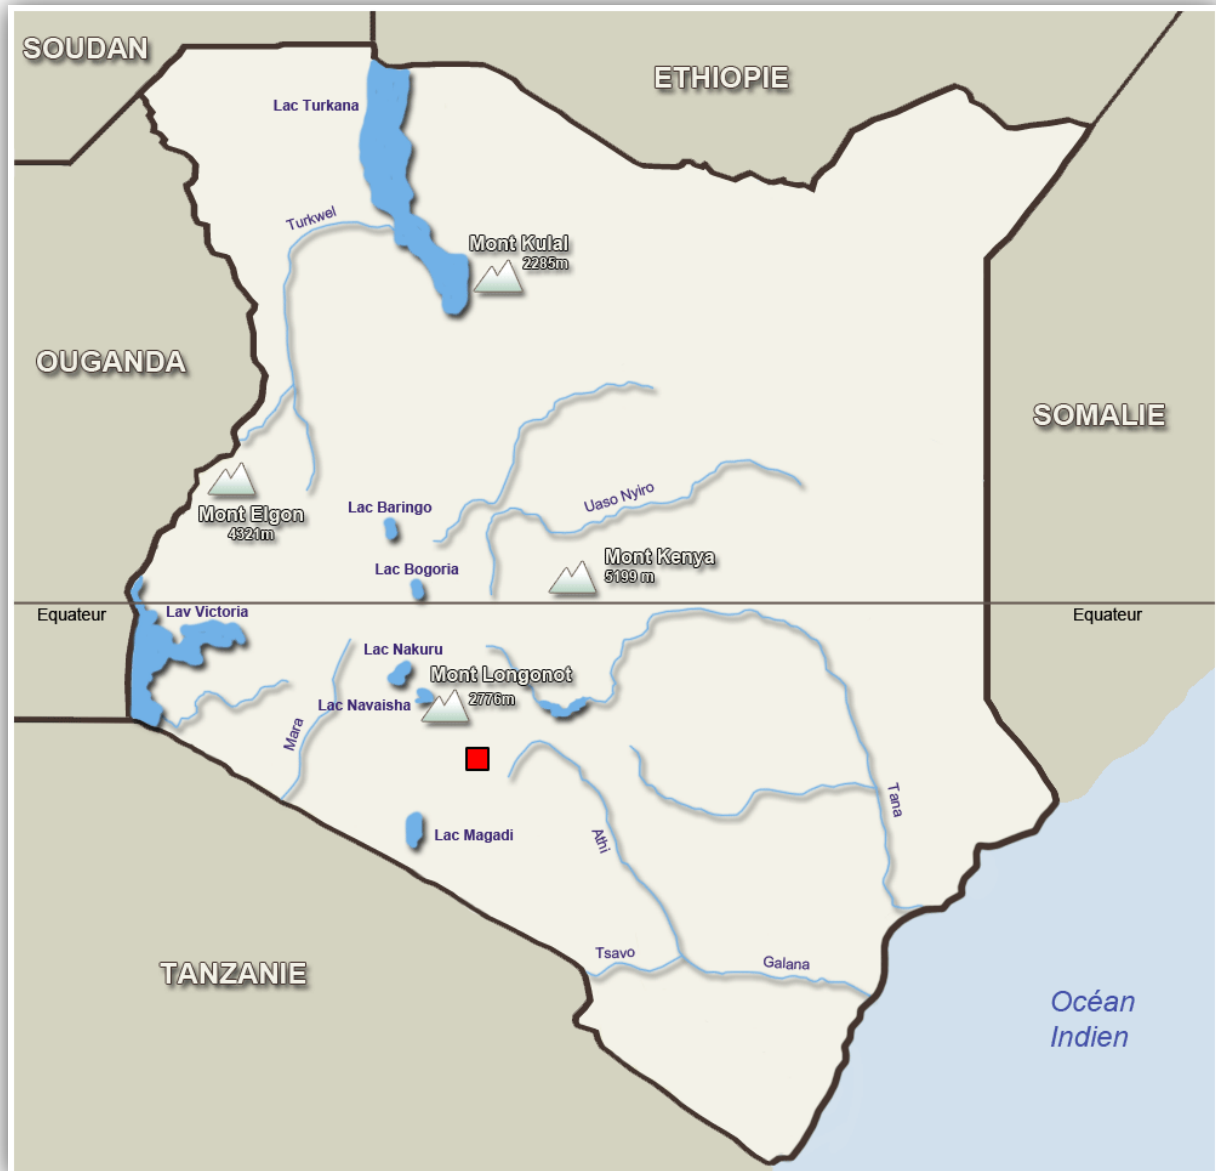 SOUDAN
ETHIOPIE
Lac Turkana
Turkwel
Mont Kulal
2285m
OUGANDA
SOMALIE
Mont Elgon
4321m
Lac Baringo
Uaso Nyiro
Lac Bogoria
Mont Kenya
5199 m
Equateur
Lav Victoria
Equateur
Lac Nakuru
Mont Longonot
2776m
Lac Navaisha
Mara
Tana
Athi
Lac Magadi
Tsavo
Galana
TANZANIE
Océan
Indien